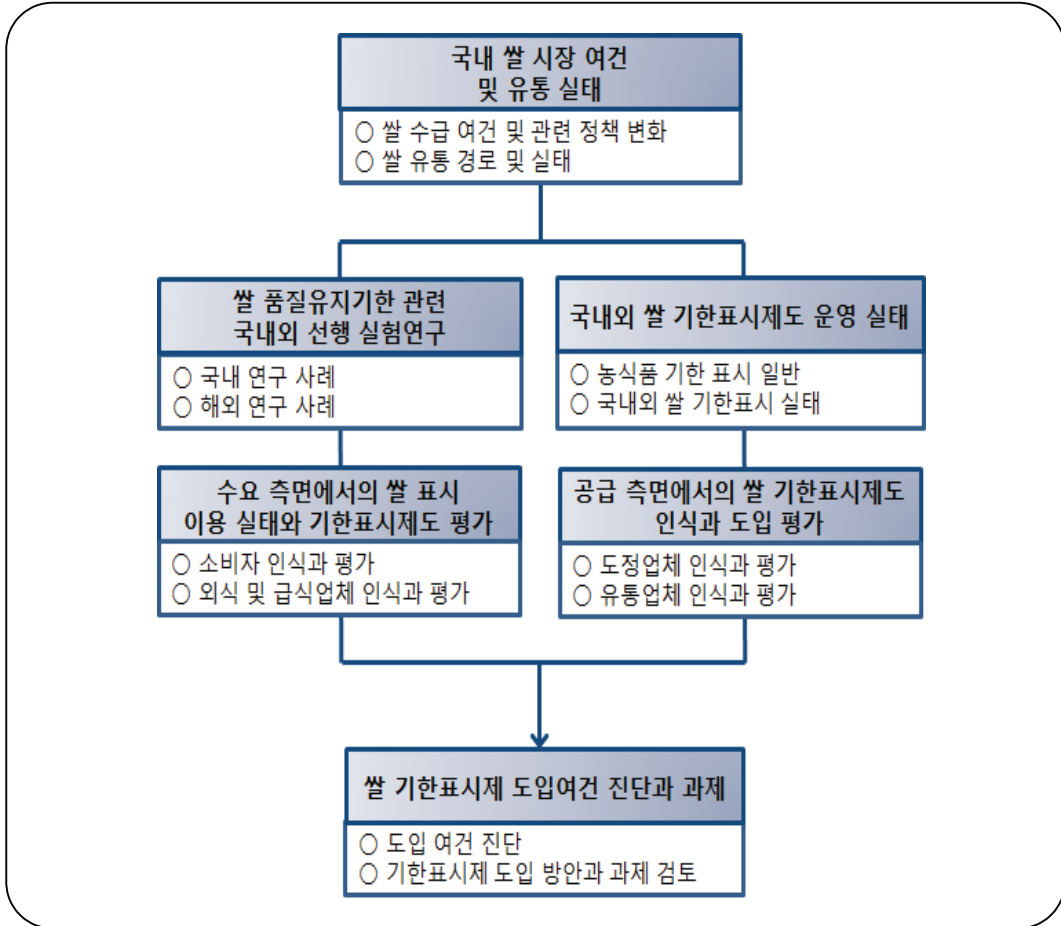 국내 쌀 시장 여건
및 유통 실태
○ 쌀 수급 여건 및 관련 정책 변화
○ 쌀 유통 경로 및 실태
쌀 품질유지기한 관련
국내외 선행 실험연구
○ 국내 연구 사례
○ 해외 연구 사례
국내외 쌀 기한표시제도 운영 실태
○ 농식품 기한 표시 일반
○ 국내외 쌀 기한표시 실태
수요 측면에서의 쌀 표시
이용 실태와 기한표시제도 평가
○ 소비자 인식과 평가
○ 외식 및 급식업체 인식과 평가
공급 측면에서의 쌀 기한표시제도
인식과 도입 평가
○ 도정업체 인식과 평가
○ 유통업체 인식과 평가
쌀 기한표시제 도입여건 진단과 과제
○ 도입 여건 진단
○ 기한표시제 도입 방안과 과제 검토